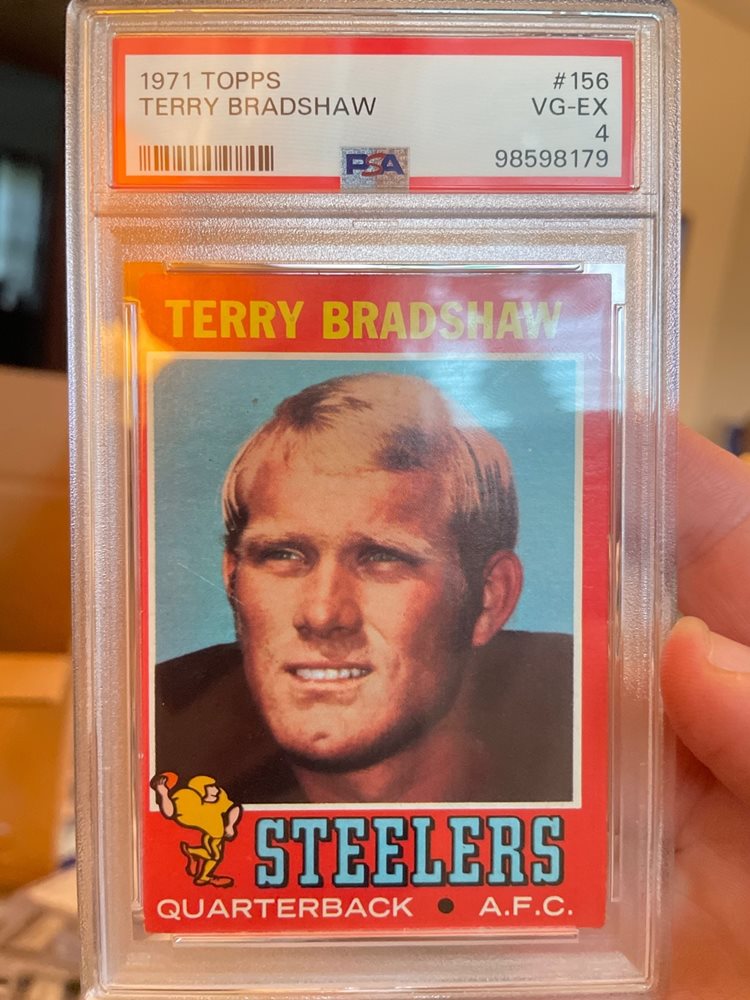 1971 TOPPS #156
TERRY BRADSHAW VG-EX
4
PSA 98598179
TERRY BRADSHAW
STEELERS
QUARTERBACK • A.F.C.